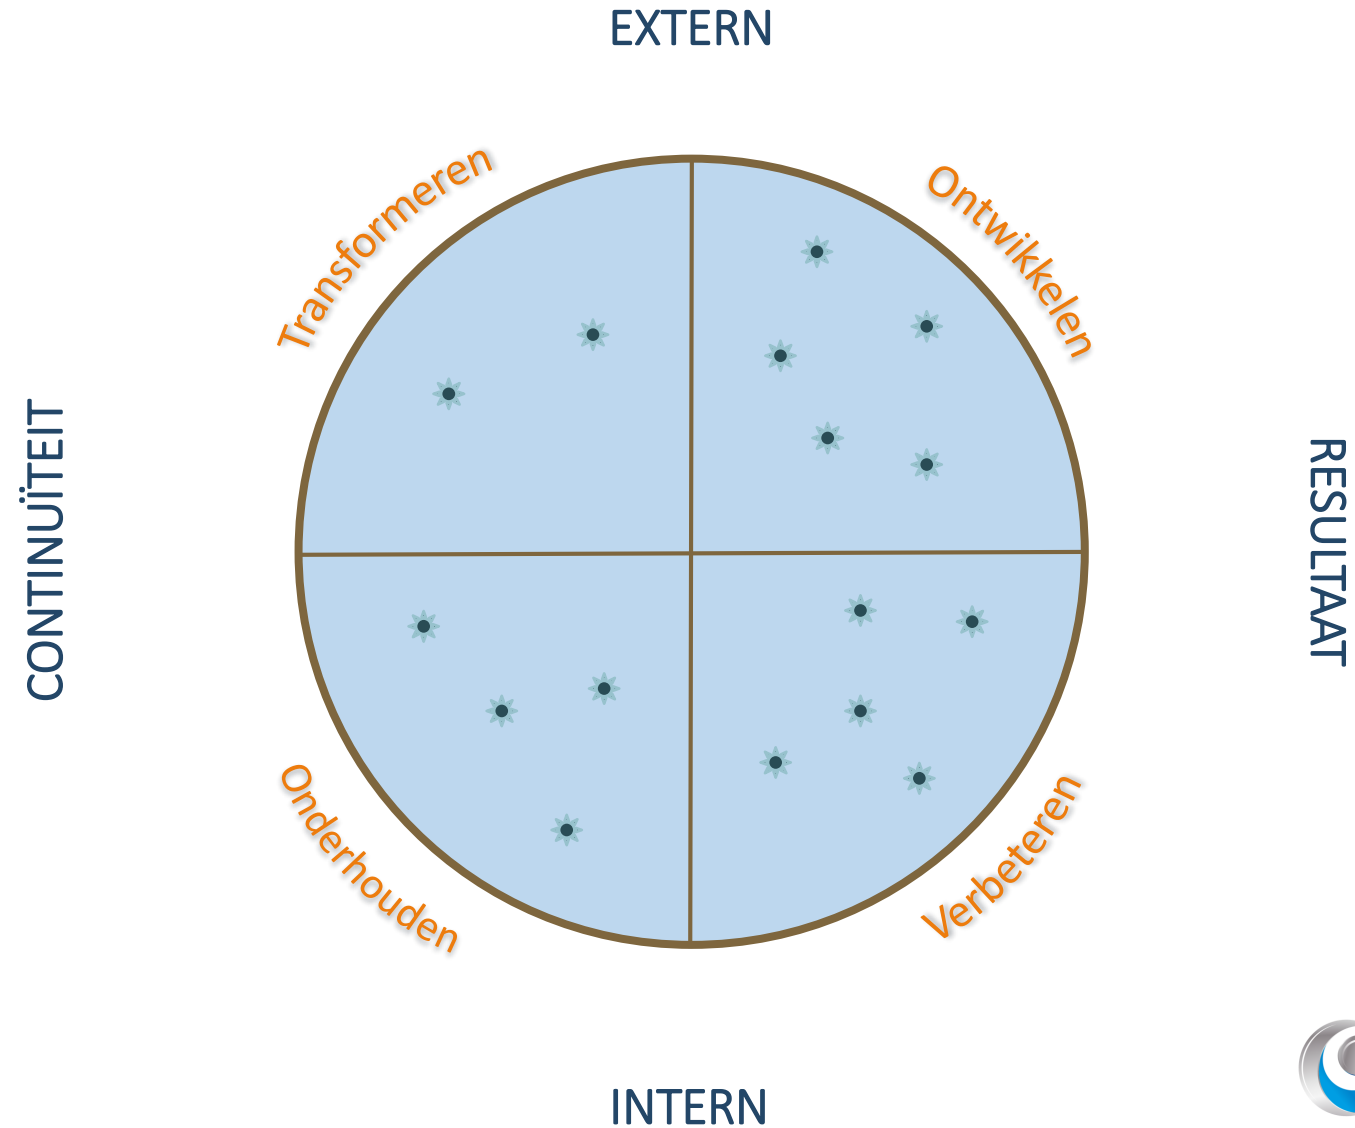 EXTERN
Transformeren
Ontwikkelen
CONTINUÏTEIT
RESULTAAT
Onderhouden
Verbeteren
INTERN